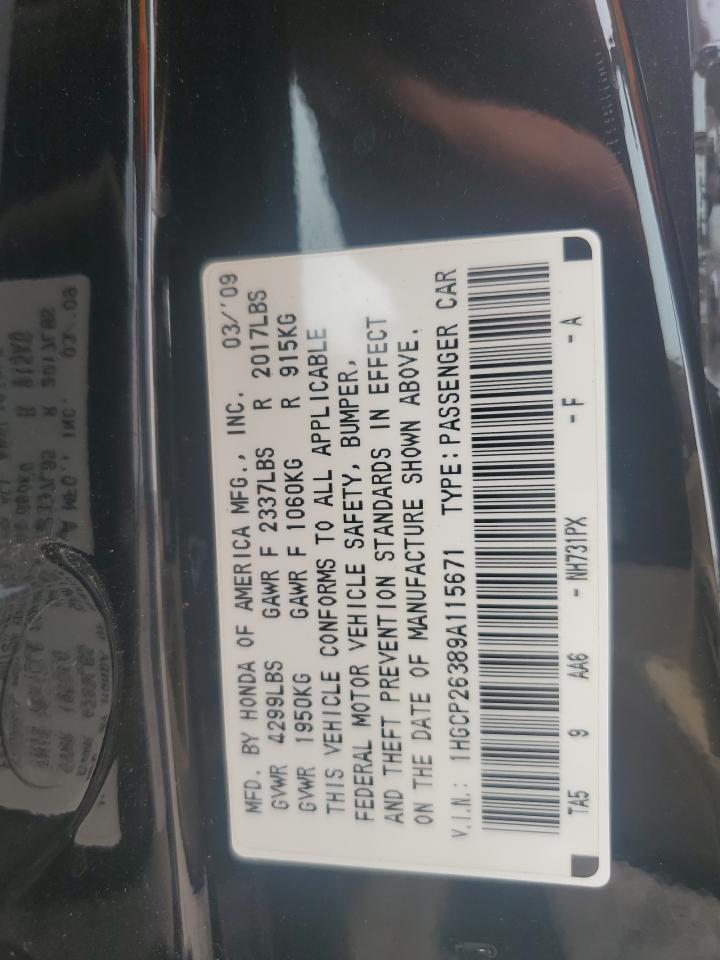 MFD. BY HONDA OF AMERICA MFG., INC. 03/'09
GVWR 4299LBS GAWR F 2337LBS R 2017LBS
GVWR 1950KG GAWR F 1060KG R 915KG
THIS VEHICLE CONFORMS TO ALL APPLICABLE
FEDERAL MOTOR VEHICLE SAFETY, BUMPER,
AND THEFT PREVENTION STANDARDS IN EFFECT
ON THE DATE OF MANUFACTURE SHOWN ABOVE.
V.I.N.: 1HGCP26389A115671 TYPE:PASSENGER CAR
TA5 9 AA6 - NH731PX - F - A